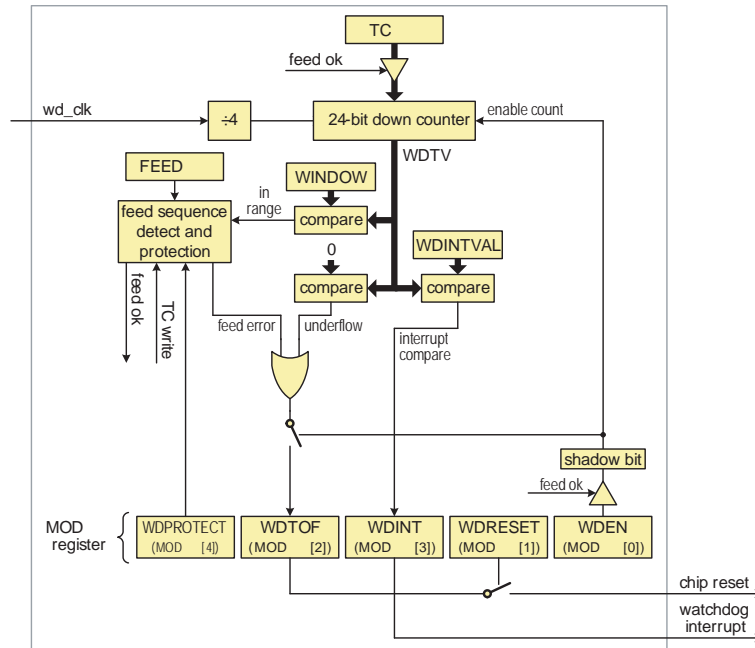 TC
feed ok
wd_clk
÷4
24-bit down counter
enable count
WDTV
FEED
WINDOW
feed sequence
detect and
protection
in
range
compare
WDINTVAL
0
compare
compare
feed ok
TC write
feed error
underflow
interrupt
compare
shadow bit
feed ok
MOD
register
WDPROTECT
(MOD [4])
WDTOF
(MOD [2])
WDINT
(MOD [3])
WDRESET
(MOD [1])
WDEN
(MOD [0])
chip reset
watchdog
interrupt